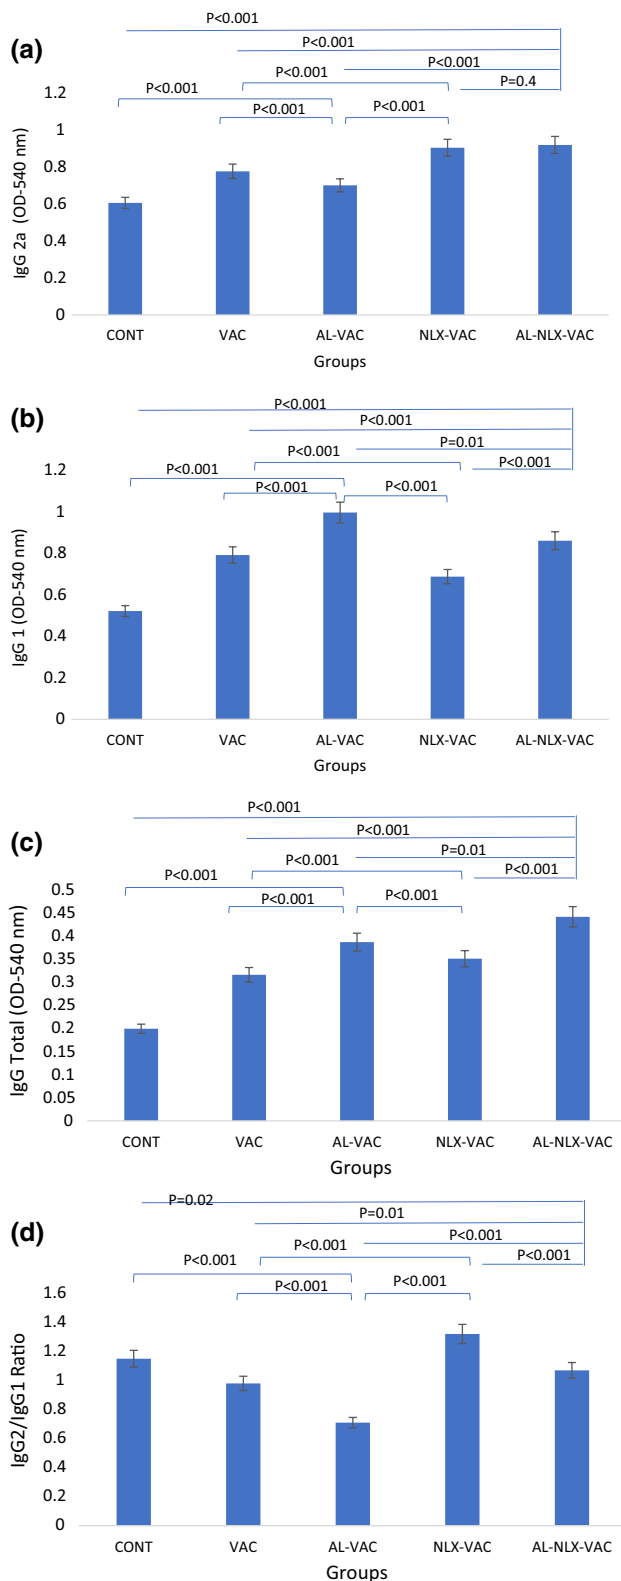 P<0.001
(a)
P<0.001
P<0.001 P<0.001
P<0.001 P=0.4
P<0.001 P<0.001
1.2
1
0.8
0.6
0.4
0.2
0
IgG 2a (OD-540 nm)
CONT VAC AL-VAC NLX-VAC AL-NLX-VAC
Groups
(b)
P<0.001
P<0.001
P=0.01
P<0.001 P<0.001 P<0.001
P<0.001 P<0.001
1.2
1
0.8
0.6
0.4
0.2
0
IgG 1 (OD-540 nm)
CONT VAC AL-VAC NLX-VAC AL-NLX-VAC
Groups
P<0.001
(c)
P<0.001
P<0.001 P=0.01
P<0.001 P<0.001
P<0.001 P<0.001
0.5
0.45
0.4
0.35
0.3
0.25
0.2
0.15
0.1
0.05
0
IgG Total (OD-540 nm)
CONT VAC AL-VAC NLX-VAC AL-NLX-VAC
Groups
P=0.02
(d)
P=0.01
P<0.001 P<0.001
P<0.001 P<0.001
P<0.001 P<0.001
1.6
1.4
1.2
1
0.8
0.6
0.4
0.2
0
IgG2/IgG1 Ratio
CONT VAC AL-VAC NLX-VAC AL-NLX-VAC
Groups